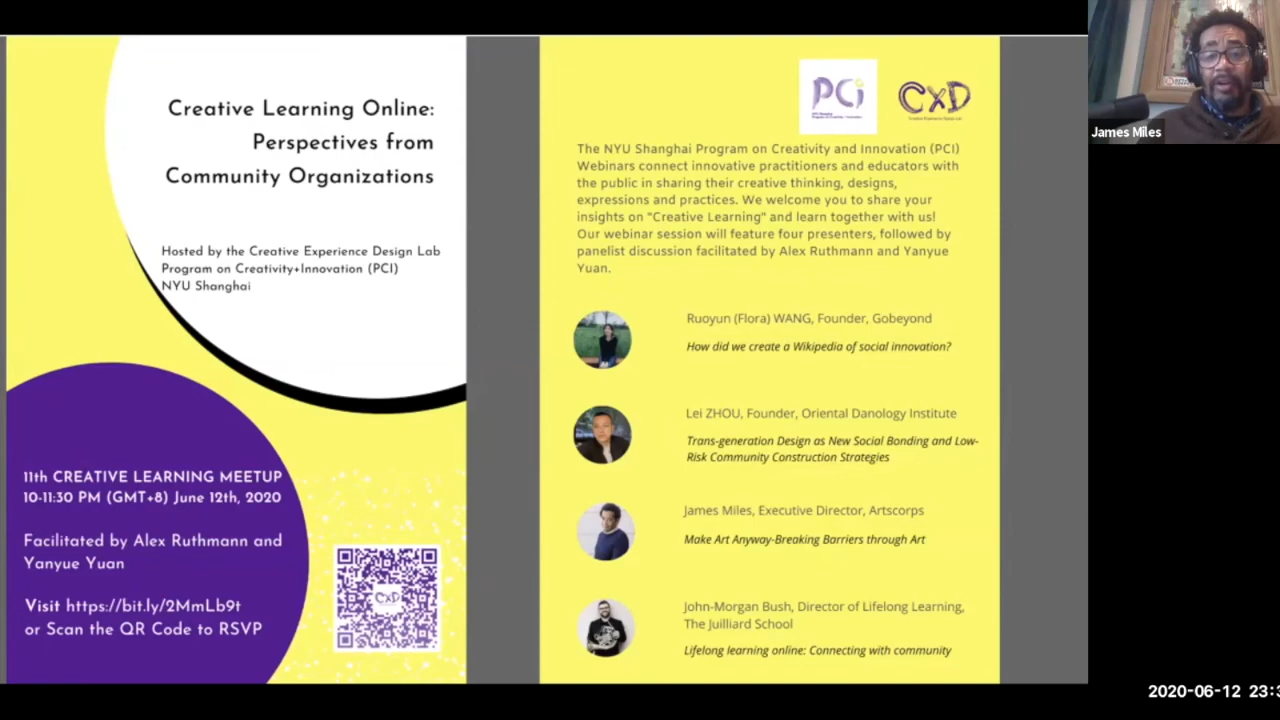 Creative Learning Online:
Perspectives from
Community Organizations
Hosted by the Creative Experience Design Lab
Program on Creativity+Innovation (PCI)
NYU Shanghai
11th CREATIVE LEARNING MEETUP
10-11:30 PM (GMT+8) June 12th, 2020
Facilitated by Alex Ruthmann and
Yanyue Yuan
Visit https://bit.ly/2MmLb9t
or Scan the QR Code to RSVP
CxD
PCi
CxD
The NYU Shanghai Program on Creativity and Innovation (PCI)
Webinars connect innovative practitioners and educators with
the public in sharing their creative thinking, designs,
expressions and practices. We welcome you to share your
insights on "Creative Learning" and learn together with us!
Our webinar session will feature four presenters, followed by
panelist discussion facilitated by Alex Ruthmann and Yanyue
Yuan.
Ruoyun (Flora) WANG, Founder, Gobeyond
How did we create a Wikipedia of social innovation?
Lei ZHOU, Founder, Oriental Danology Institute
Trans-generation Design as New Social Bonding and Low-
Risk Community Construction Strategies
James Miles, Executive Director, Artscorps
Make Art Anyway-Breaking Barriers through Art
John-Morgan Bush, Director of Lifelong Learning,
The Juilliard School
Lifelong learning online: Connecting with community
James Miles
2020-06-12 23:3